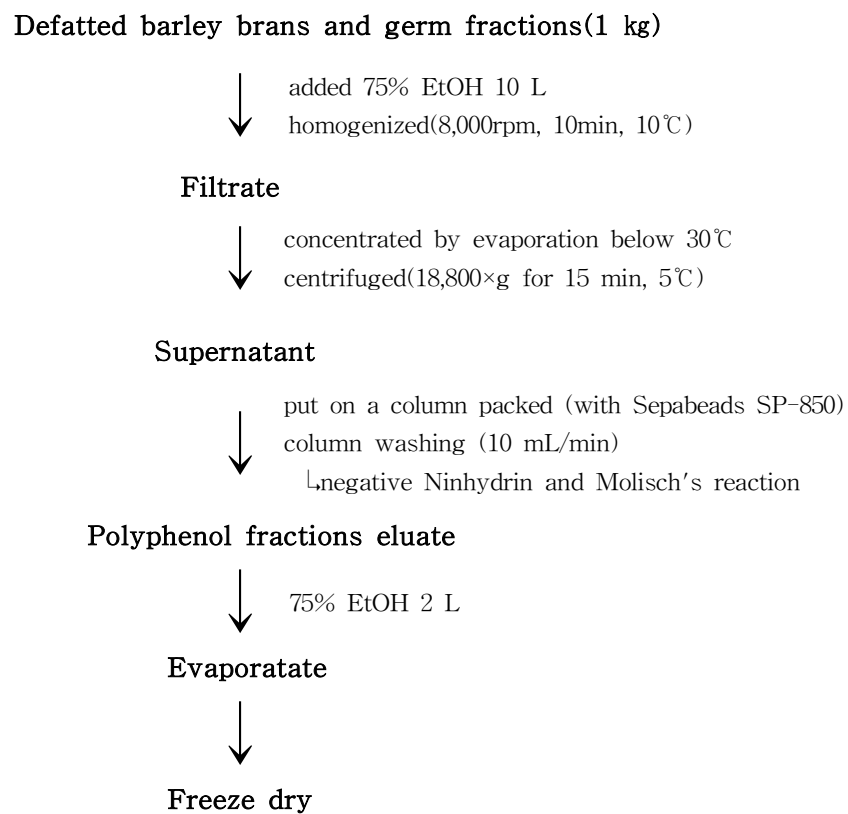 Defatted barley brans and germ fractions(1 ㎏)
added 75% EtOH 10 L
homogenized(8,000rpm, 10min, 10℃)
Filtrate
concentrated by evaporation below 30℃
centrifuged(18,800×g for 15 min, 5℃)
Supernatant
put on a column packed (with Sepabeads SP-850)
column washing (10 mL/min)
negative Ninhydrin and Molisch's reaction
Polyphenol fractions eluate
75% EtOH 2 L
Evaporatate
Freeze dry